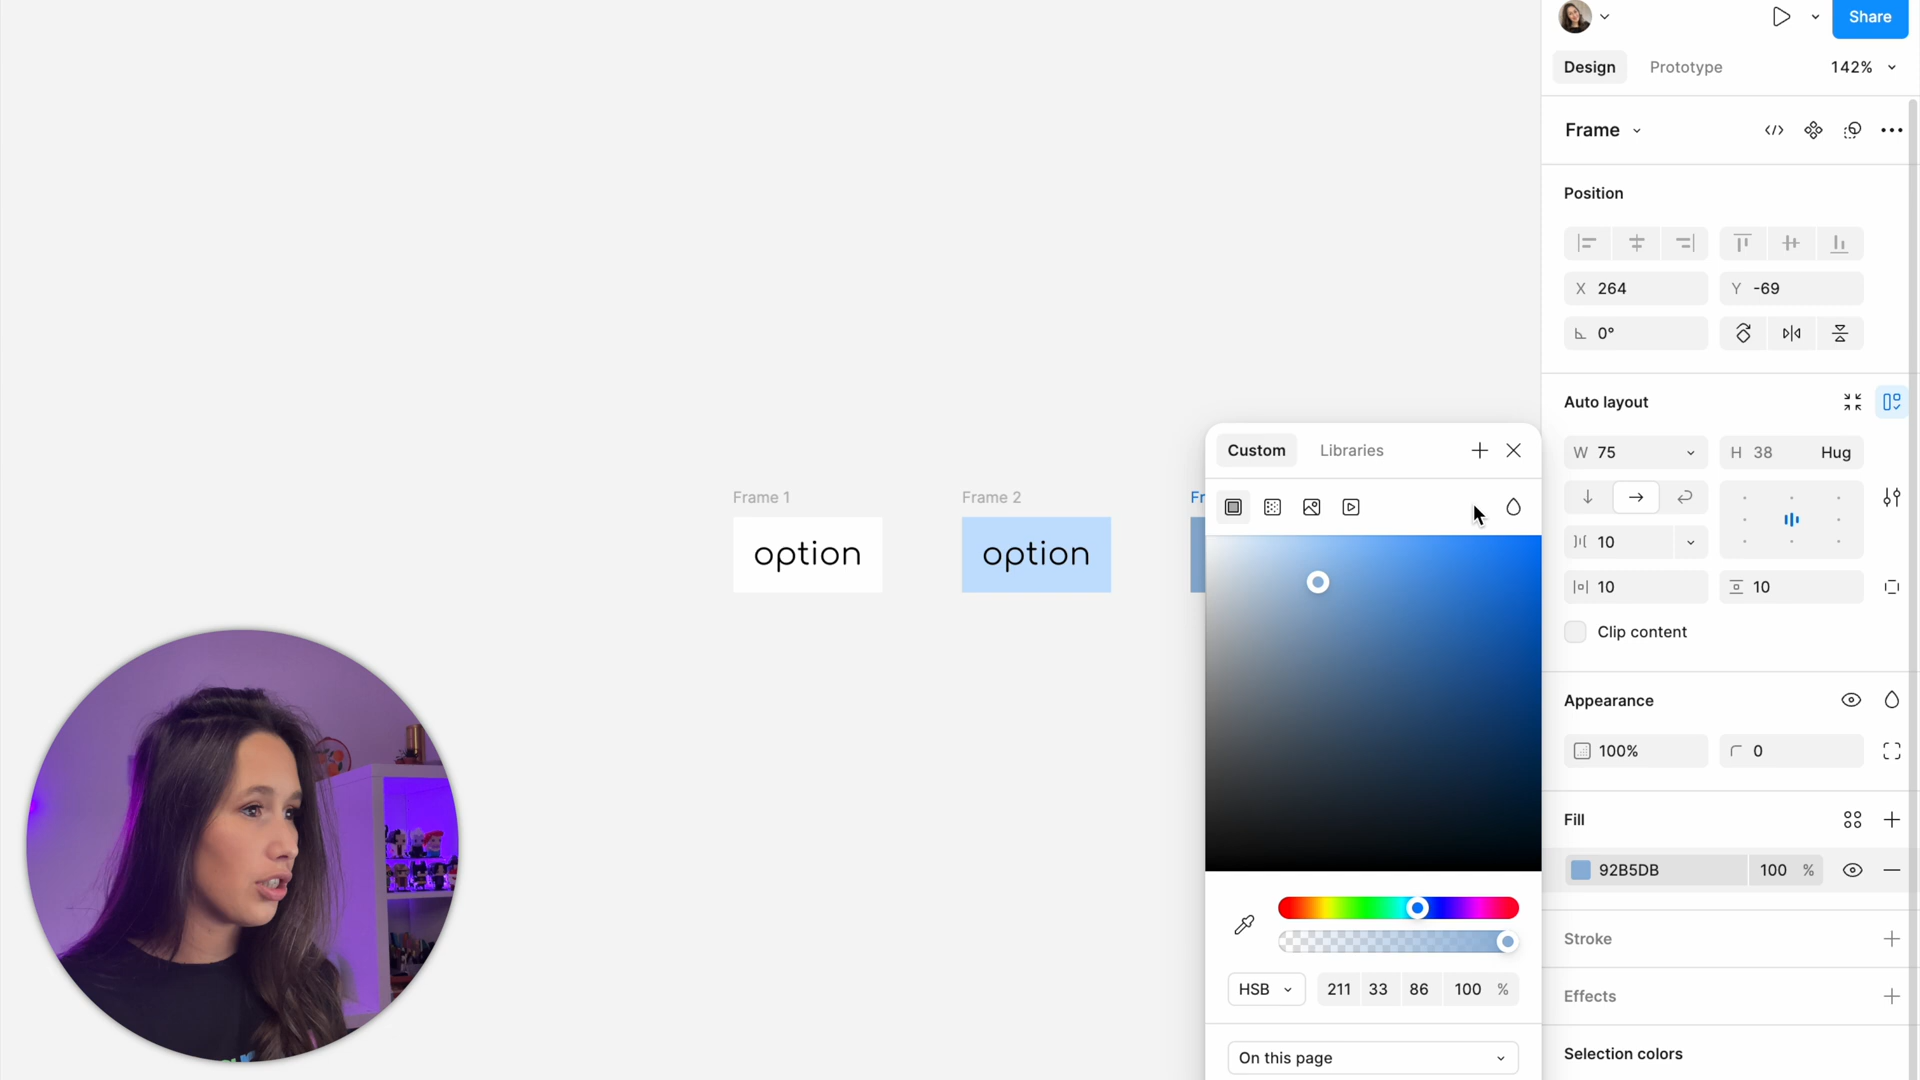 Share
Design Prototype 142%
Frame
Position
X 264 Y -69
0°
Auto layout
W 75 H 38 Hug
10
10 10
Clip content
Appearance
100% 0
Fill
92B5DB 100 %
Stroke
Effects
Selection colors
Frame 1 Frame 2 Fr
option option
Custom Libraries
HSB 211 33 86 100 %
On this page